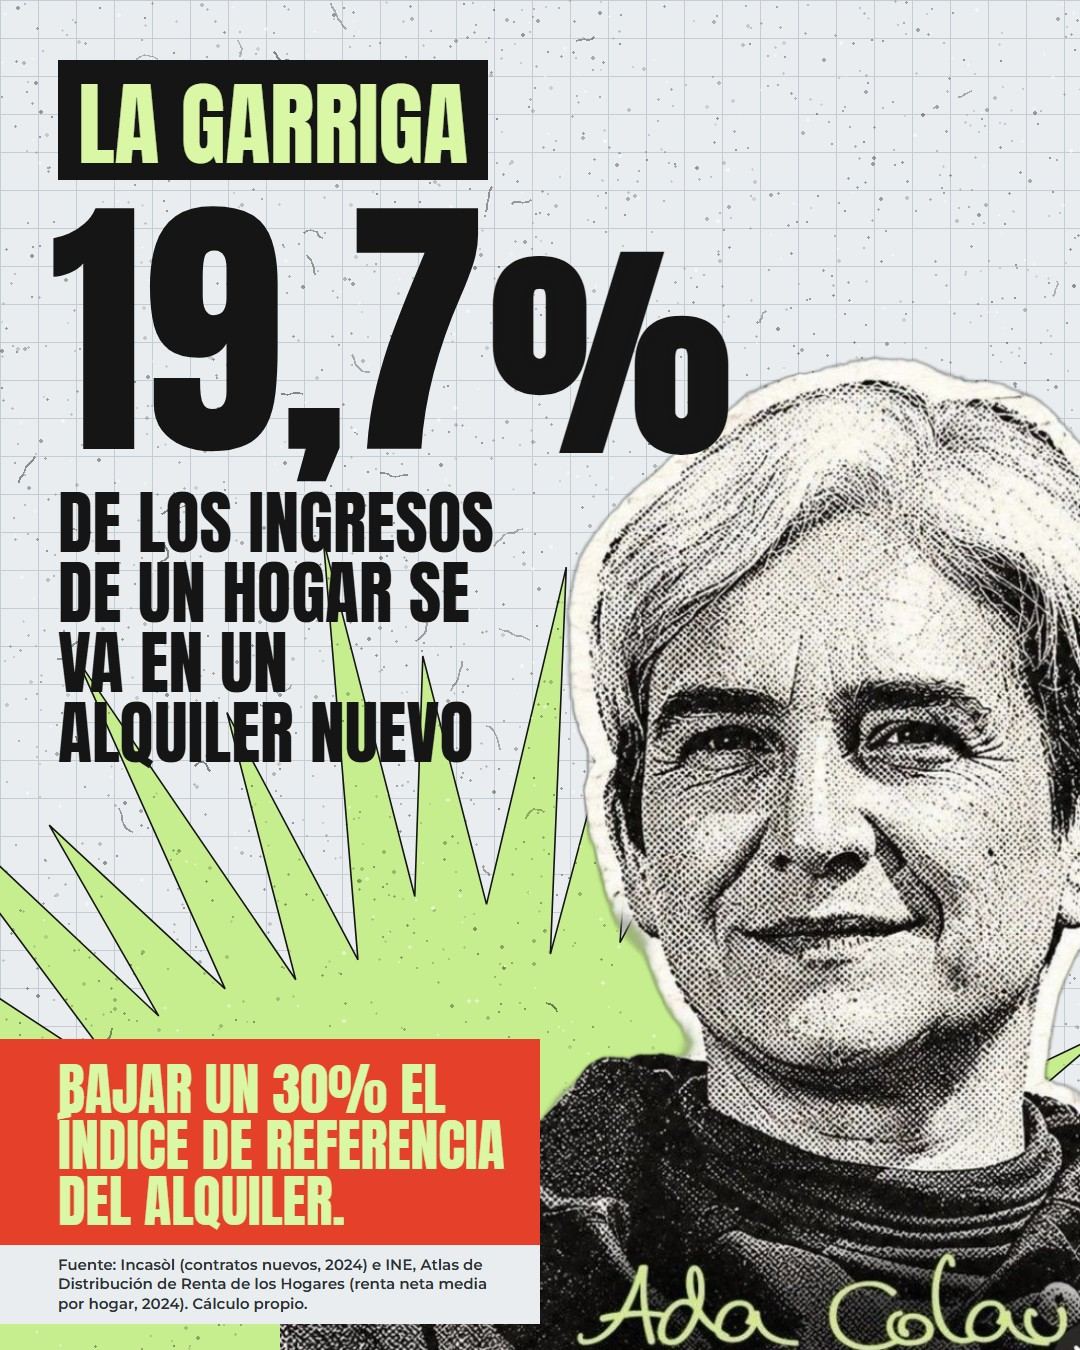 LA GARRIGA
19,7%
DE LOS INGRESOS
DE UN HOGAR SE
VA EN UN
ALQUILER NUEVO
BAJAR UN 30% EL
ÍNDICE DE REFERENCIA
DEL ALQUILER.
Fuente: Incasòl (contratos nuevos, 2024) e INE, Atlas de
Distribución de Renta de los Hogares (renta neta media
por hogar, 2024). Cálculo propio.
Ada Colau